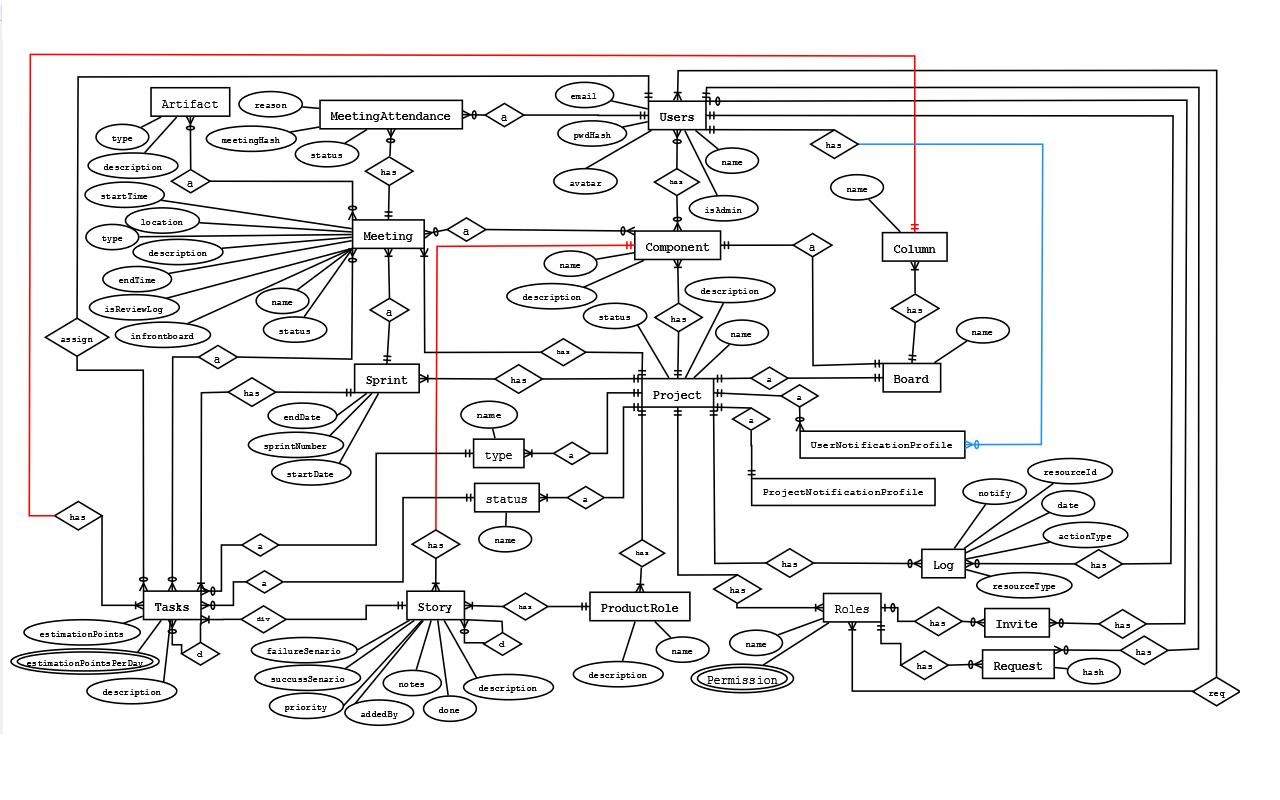 email
Artifact
reason
MeetingAttendance
a
Users
type
meetingHash
pwdHash
has
status
description
name
has
a
avatar
has
name
startTime
isAdmin
location
a
type
Meeting
Component
a
Column
description
name
endTime
description
description
name
isReviewLog
has
a
status
has
infrontboard
status
name
name
assign
a
has
has
Sprint
has
a
Board
Project
a
endDate
name
a
sprintNumber
UserNotificationProfile
type
a
startDate
resourceId
ProjectNotificationProfile
notify
status
a
date
has
name
actionType
a
has
has
has
Log
has
a
resourceType
has
Tasks
div
Story
has
ProductRole
Roles
has
Invite
has
estimationPoints
name
failureSenario
d
name
has
estimationPointsPerDay
d
has
Request
hash
succussSenario
description
Permission
notes
description
description
req
priority
addedBy
done